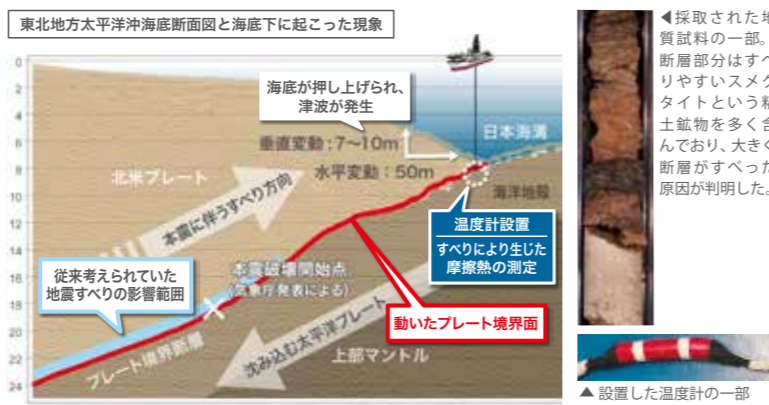 東北地方太平洋沖海底断面図と海底下に起こった現象
0
2
4
6
8
10
12
14
16
18
20
22
24
海底が押し上げられ、
津波が発生
垂直変動:7〜10m
水平変動:50m
日本海溝
北米プレート
海洋地殻
本震に伴うすべり方向
温度計設置
すべりにより生じた
摩擦熱の測定
従来考えられていた
地震すべりの影響範囲
本震破壊開始点
(気象庁発表による)
動いたプレート境界面
プレート境界断層
沈み込む太平洋プレート
上部マントル
◀採取された地
質試料の一部。
断層部分はすべ
りやすいスメク
タイトという粘
土鉱物を多く含
んでおり、大きく
断層がすべった
原因が判明した。
▲ 設置した温度計の一部